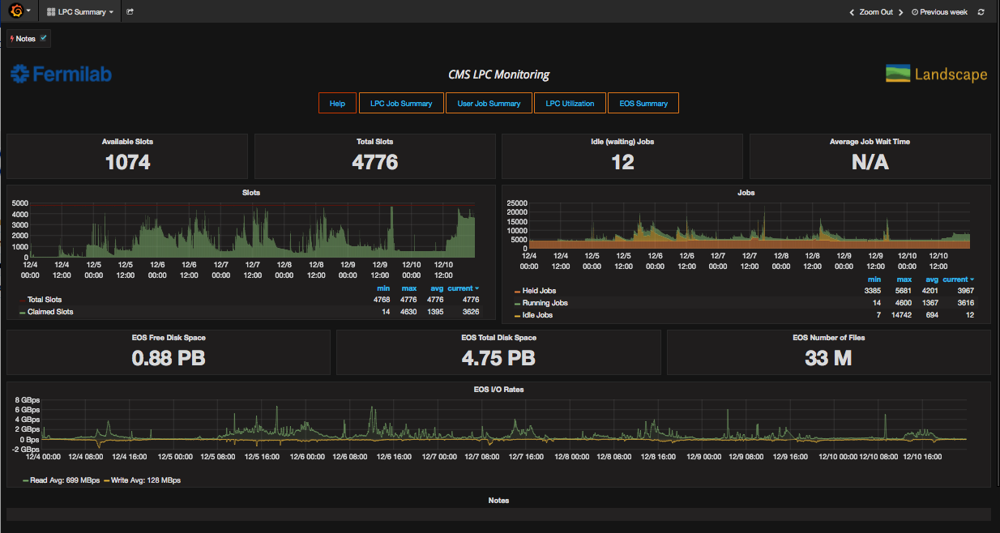 LPC Summary
Zoom Out
Previous week
Notes
Fermilab
CMS LPC Monitoring
Landscape
Help
LPC Job Summary
User Job Summary
LPC Utilization
EOS Summary
Available Slots
1074
Total Slots
4776
Idle (waiting) Jobs
12
Average Job Wait Time
N/A
Slots
5000
4000
3000
2000
1000
0
12/4 12/4 12/5 12/5 12/6 12/6 12/7 12/7 12/8 12/8 12/9 12/9 12/10 12/10
00:00 12:00 00:00 12:00 00:00 12:00 00:00 12:00 00:00 12:00 00:00 12:00 00:00 12:00
min max avg current
Total Slots 4768 4776 4776 4776
Claimed Slots 14 4630 1395 3626
Jobs
25000
20000
15000
10000
5000
0
12/4 12/4 12/5 12/5 12/6 12/6 12/7 12/7 12/8 12/8 12/9 12/9 12/10 12/10
00:00 12:00 00:00 12:00 00:00 12:00 00:00 12:00 00:00 12:00 00:00 12:00 00:00 12:00
min max avg current
Held Jobs 3385 5681 4201 3967
Running Jobs 14 4600 1367 3616
Idle Jobs 7 14742 694 12
EOS Free Disk Space
0.88 PB
EOS Total Disk Space
4.75 PB
EOS Number of Files
33 M
EOS I/O Rates
8 GBps
6 GBps
4 GBps
2 GBps
0 Bps
-2 GBps
12/4 00:00 12/4 08:00 12/4 16:00 12/5 00:00 12/5 08:00 12/5 16:00 12/6 00:00 12/6 08:00 12/6 16:00 12/7 00:00 12/7 08:00 12/7 16:00 12/8 00:00 12/8 08:00 12/8 16:00 12/9 00:00 12/9 08:00 12/9 16:00 12/10 00:00 12/10 08:00 12/10 16:00
Read Avg: 699 MBps Write Avg: 128 MBps
Notes